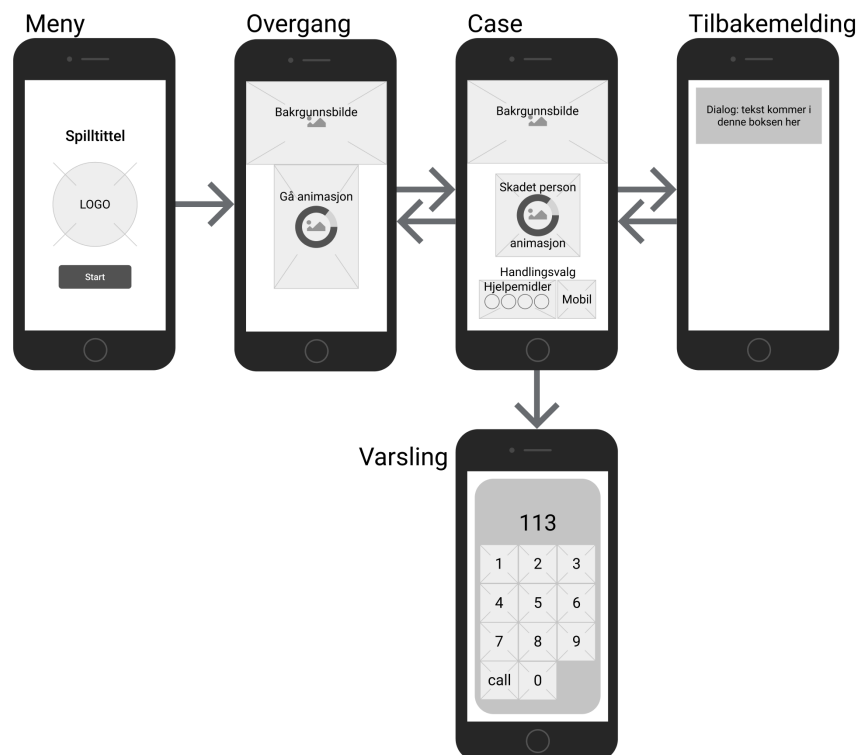 Meny
Spilltittel
LOGO
Start
Overgang
Bakrgunnsbilde
Gå animasjon
Case
Bakrgunnsbilde
Skadet person
animasjon
Handlingsvalg
Hjelpemidler
Mobil
Tilbakemelding
Dialog: tekst kommer i
denne boksen her
Varsling
113
1 2 3
4 5 6
7 8 9
call 0